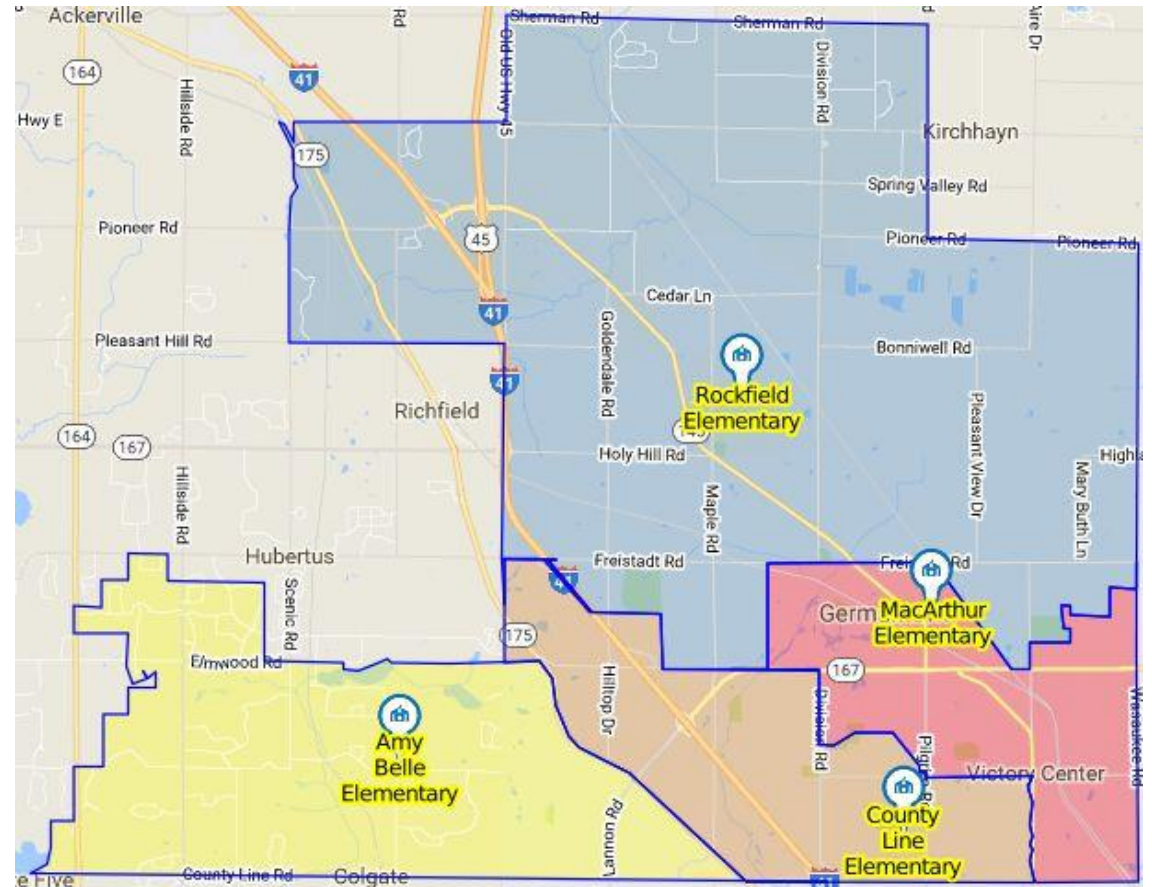 Ackerville
Rd
Sherman Rd
Sherman Rd
Aire Dr
164
41
Old US Hwy 45
Division Rd
Hillside Rd
Hwy E
Kirchhayn
175
Spring Valley Rd
Pioneer Rd
45
Pioneer Rd
Pioneer Rd
Cedar Ln
41
Goldendale Rd
Pleasant Hill Rd
Bonniwell Rd
41
Rockfield
Elementary
Richfield
Pleasant View Dr
164
167
Holy Hill Rd
Mary Buth Ln
Hillside Rd
Maple Rd
Hubertus
Freistadt Rd
Rd
Scenic Rd
MacArthur
Elementary
175
Elmwood Rd
Hilltop Dr
167
Division Rd
Wausaukee Rd
Amy
Belle
Elementary
Victory Center
County
Line
Elementary
Lannon Rd
County Line Rd
Colgate